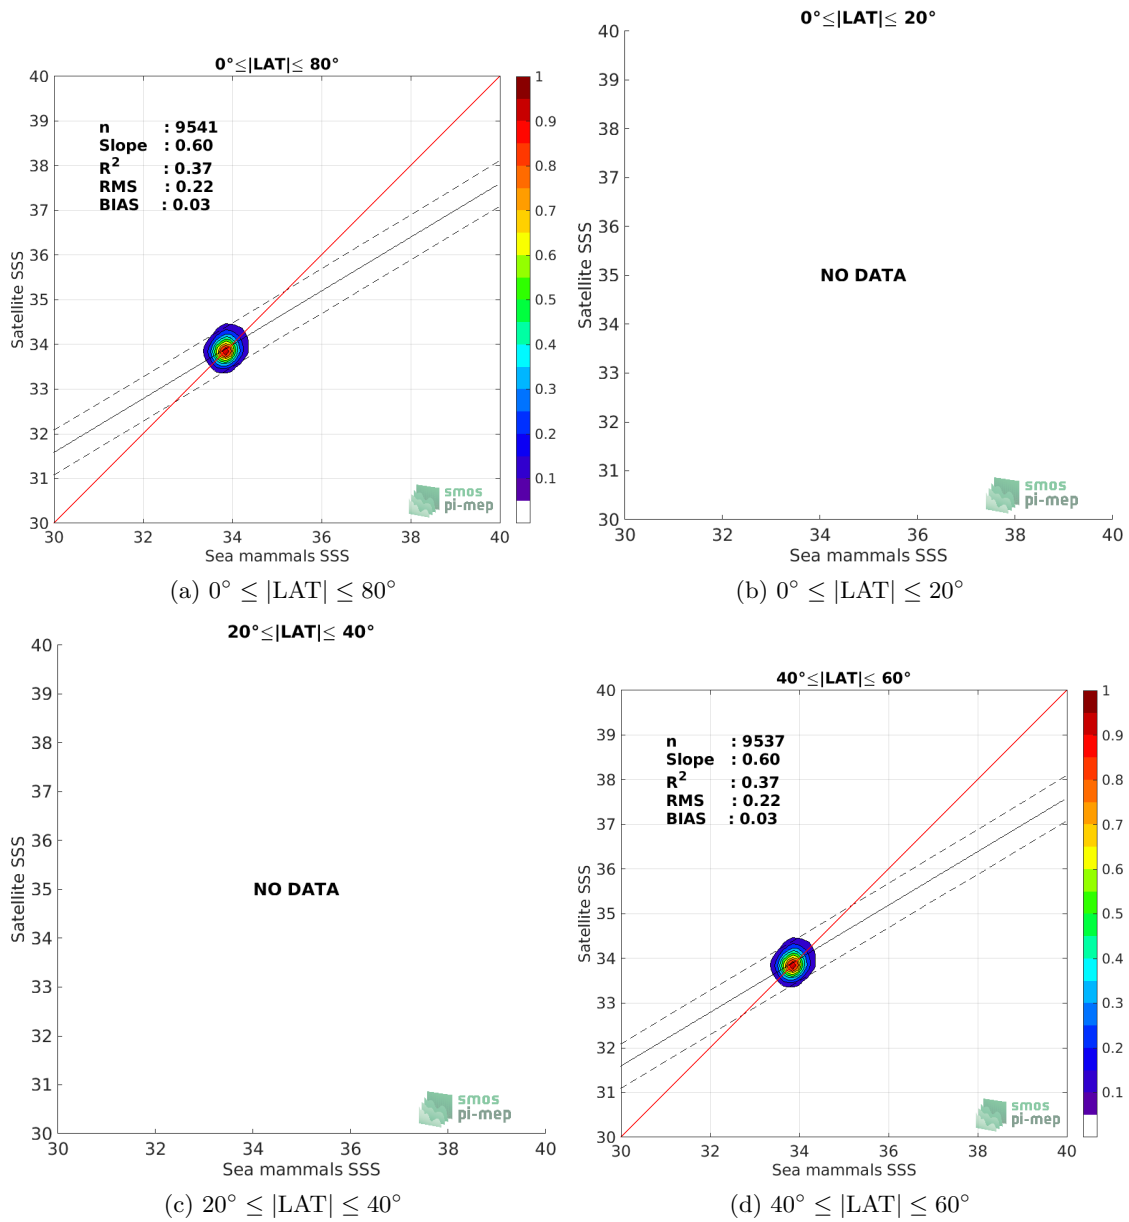 0°≤|LAT|≤ 80°
40
39
38
37
36
35
34
33
32
31
30
Satellite SSS
n : 9541
Slope : 0.60
R² : 0.37
RMS : 0.22
BIAS : 0.03
1
0.9
0.8
0.7
0.6
0.5
0.4
0.3
0.2
0.1
smos
pi-mep
30 32 34 36 38 40
Sea mammals SSS
(a) 0° ≤ |LAT| ≤ 80°
0°≤|LAT|≤ 20°
40
39
38
37
36
35
34
33
32
31
30
Satellite SSS
NO DATA
smos
pi-mep
30 32 34 36 38 40
Sea mammals SSS
(b) 0° ≤ |LAT| ≤ 20°
20°≤|LAT|≤ 40°
40
39
38
37
36
35
34
33
32
31
30
Satellite SSS
NO DATA
smos
pi-mep
30 32 34 36 38 40
Sea mammals SSS
(c) 20° ≤ |LAT| ≤ 40°
40°≤|LAT|≤ 60°
40
39
38
37
36
35
34
33
32
31
30
Satellite SSS
n : 9537
Slope : 0.60
R² : 0.37
RMS : 0.22
BIAS : 0.03
1
0.9
0.8
0.7
0.6
0.5
0.4
0.3
0.2
0.1
smos
pi-mep
30 32 34 36 38 40
Sea mammals SSS
(d) 40° ≤ |LAT| ≤ 60°